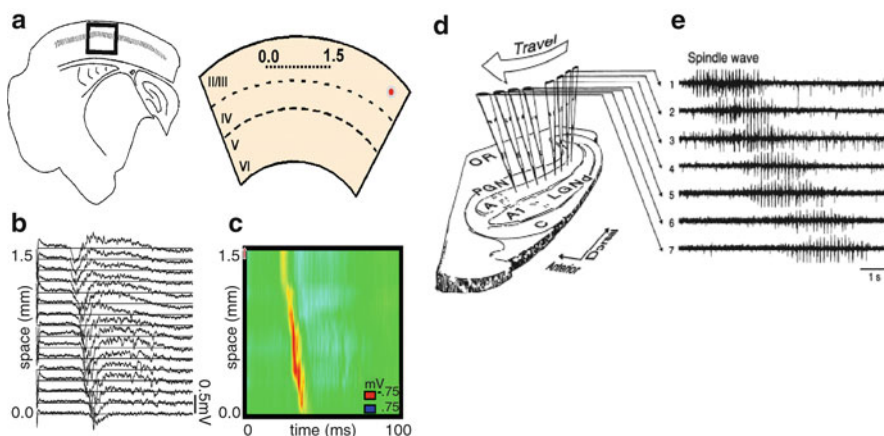 a
0.0 1.5
II/III
IV
V
VI
b
1.5
space (mm)
0.0
0.5mV
c
1.5
space (mm)
0.0
mV
-.75
.75
0 time (ms) 100
d
Travel
OR
PGN
A
A1
LGNd
C
Anterior
Dorsal
e
Spindle wave
1
2
3
4
5
6
7
1 s